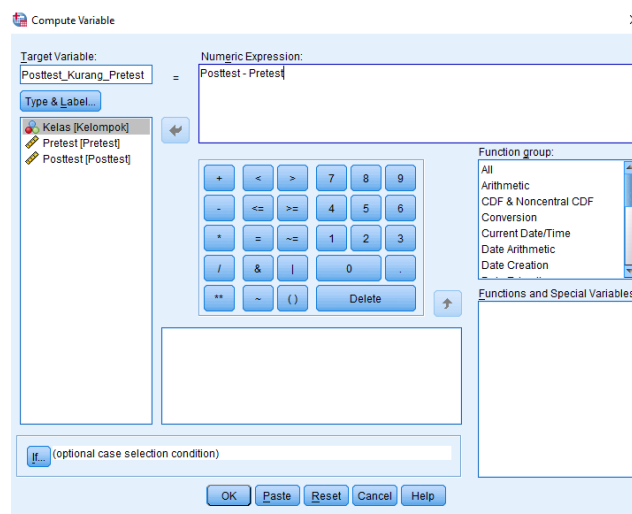 Compute Variable
Target Variable:
Numeric Expression:
Posttest_Kurang_Pretest
=
Posttest - Pretest
Type & Label...
Kelas [Kelompok]
Pretest [Pretest]
Posttest [Posttest]
Function group:
All
Arithmetic
CDF & Noncentral CDF
Conversion
Current Date/Time
Date Arithmetic
Date Creation
+ < > 7 8 9
- <= >= 4 5 6
* = ~= 1 2 3
/ & | 0 .
** ~ () Delete
Functions and Special Variables
If... (optional case selection condition)
OK Paste Reset Cancel Help